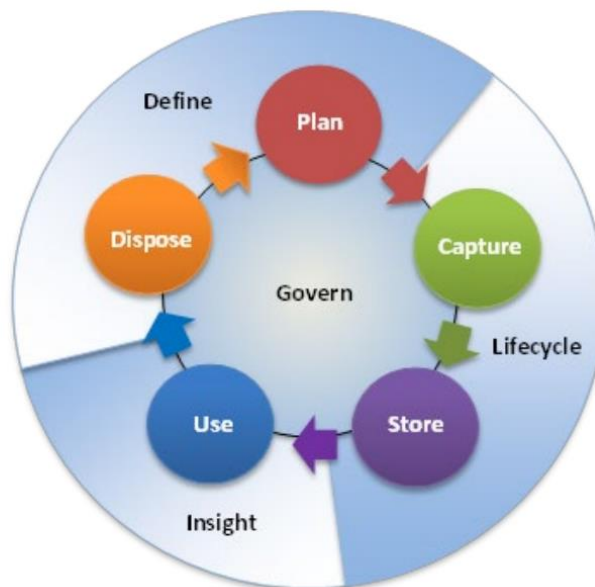 Define
Plan
Dispose
Capture
Govern
Lifecycle
Use
Store
Insight